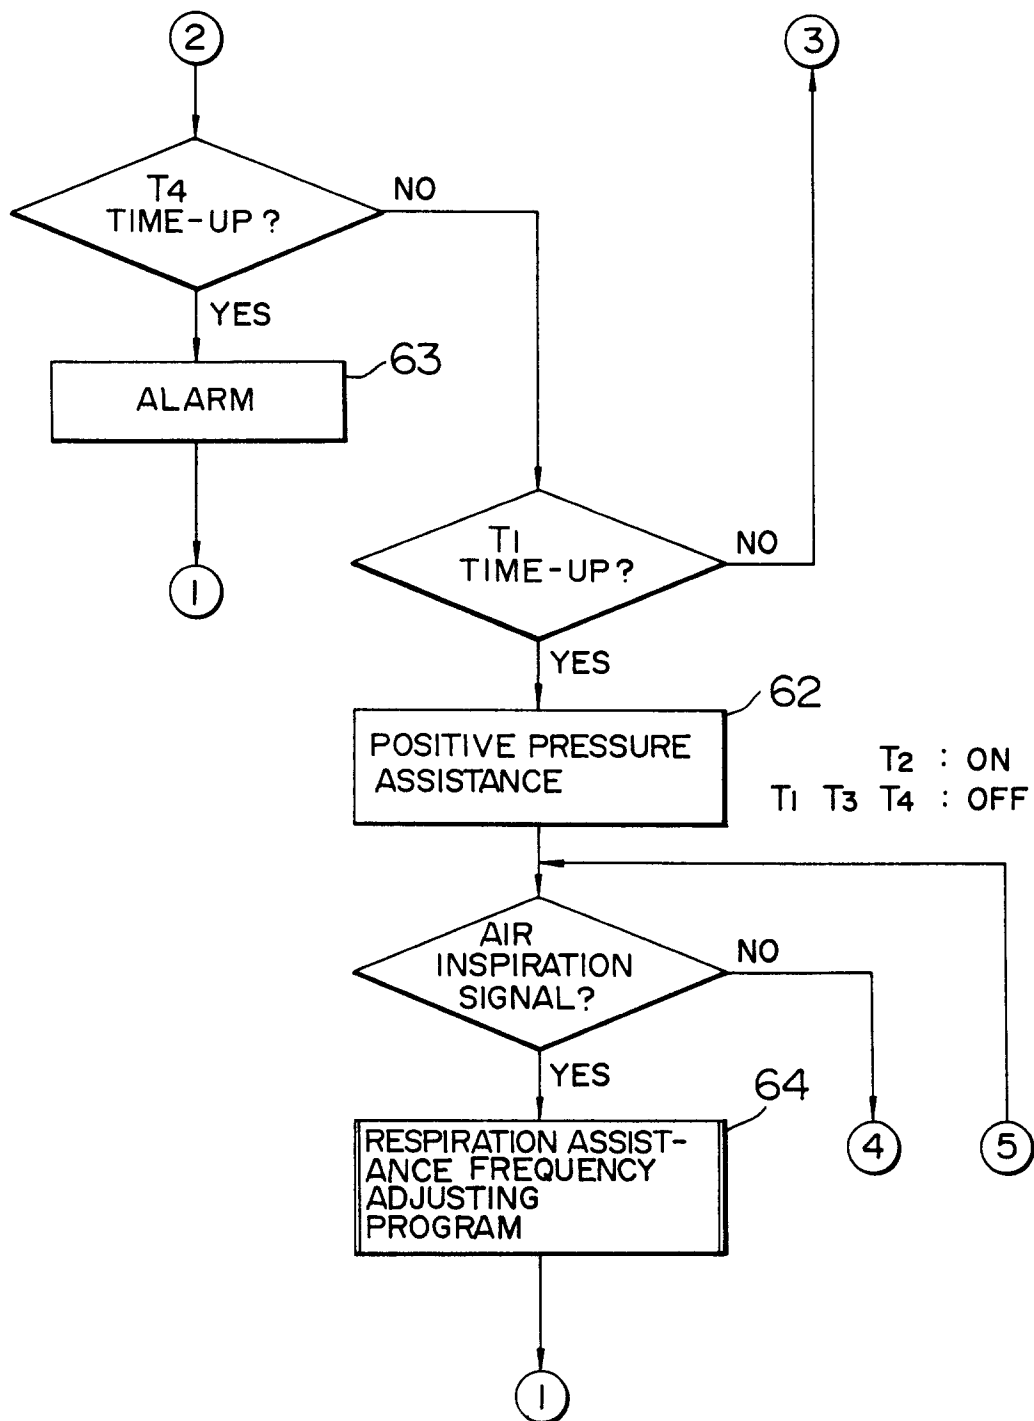 2
3
T4
TIME-UP?
NO
YES
63
ALARM
1
T1
TIME-UP?
NO
YES
62
POSITIVE PRESSURE
ASSISTANCE
T2 : ON
T1 T3 T4 : OFF
AIR
INSPIRATION
SIGNAL?
NO
YES
64
RESPIRATION ASSIST-
ANCE FREQUENCY
ADJUSTING
PROGRAM
4
5
1